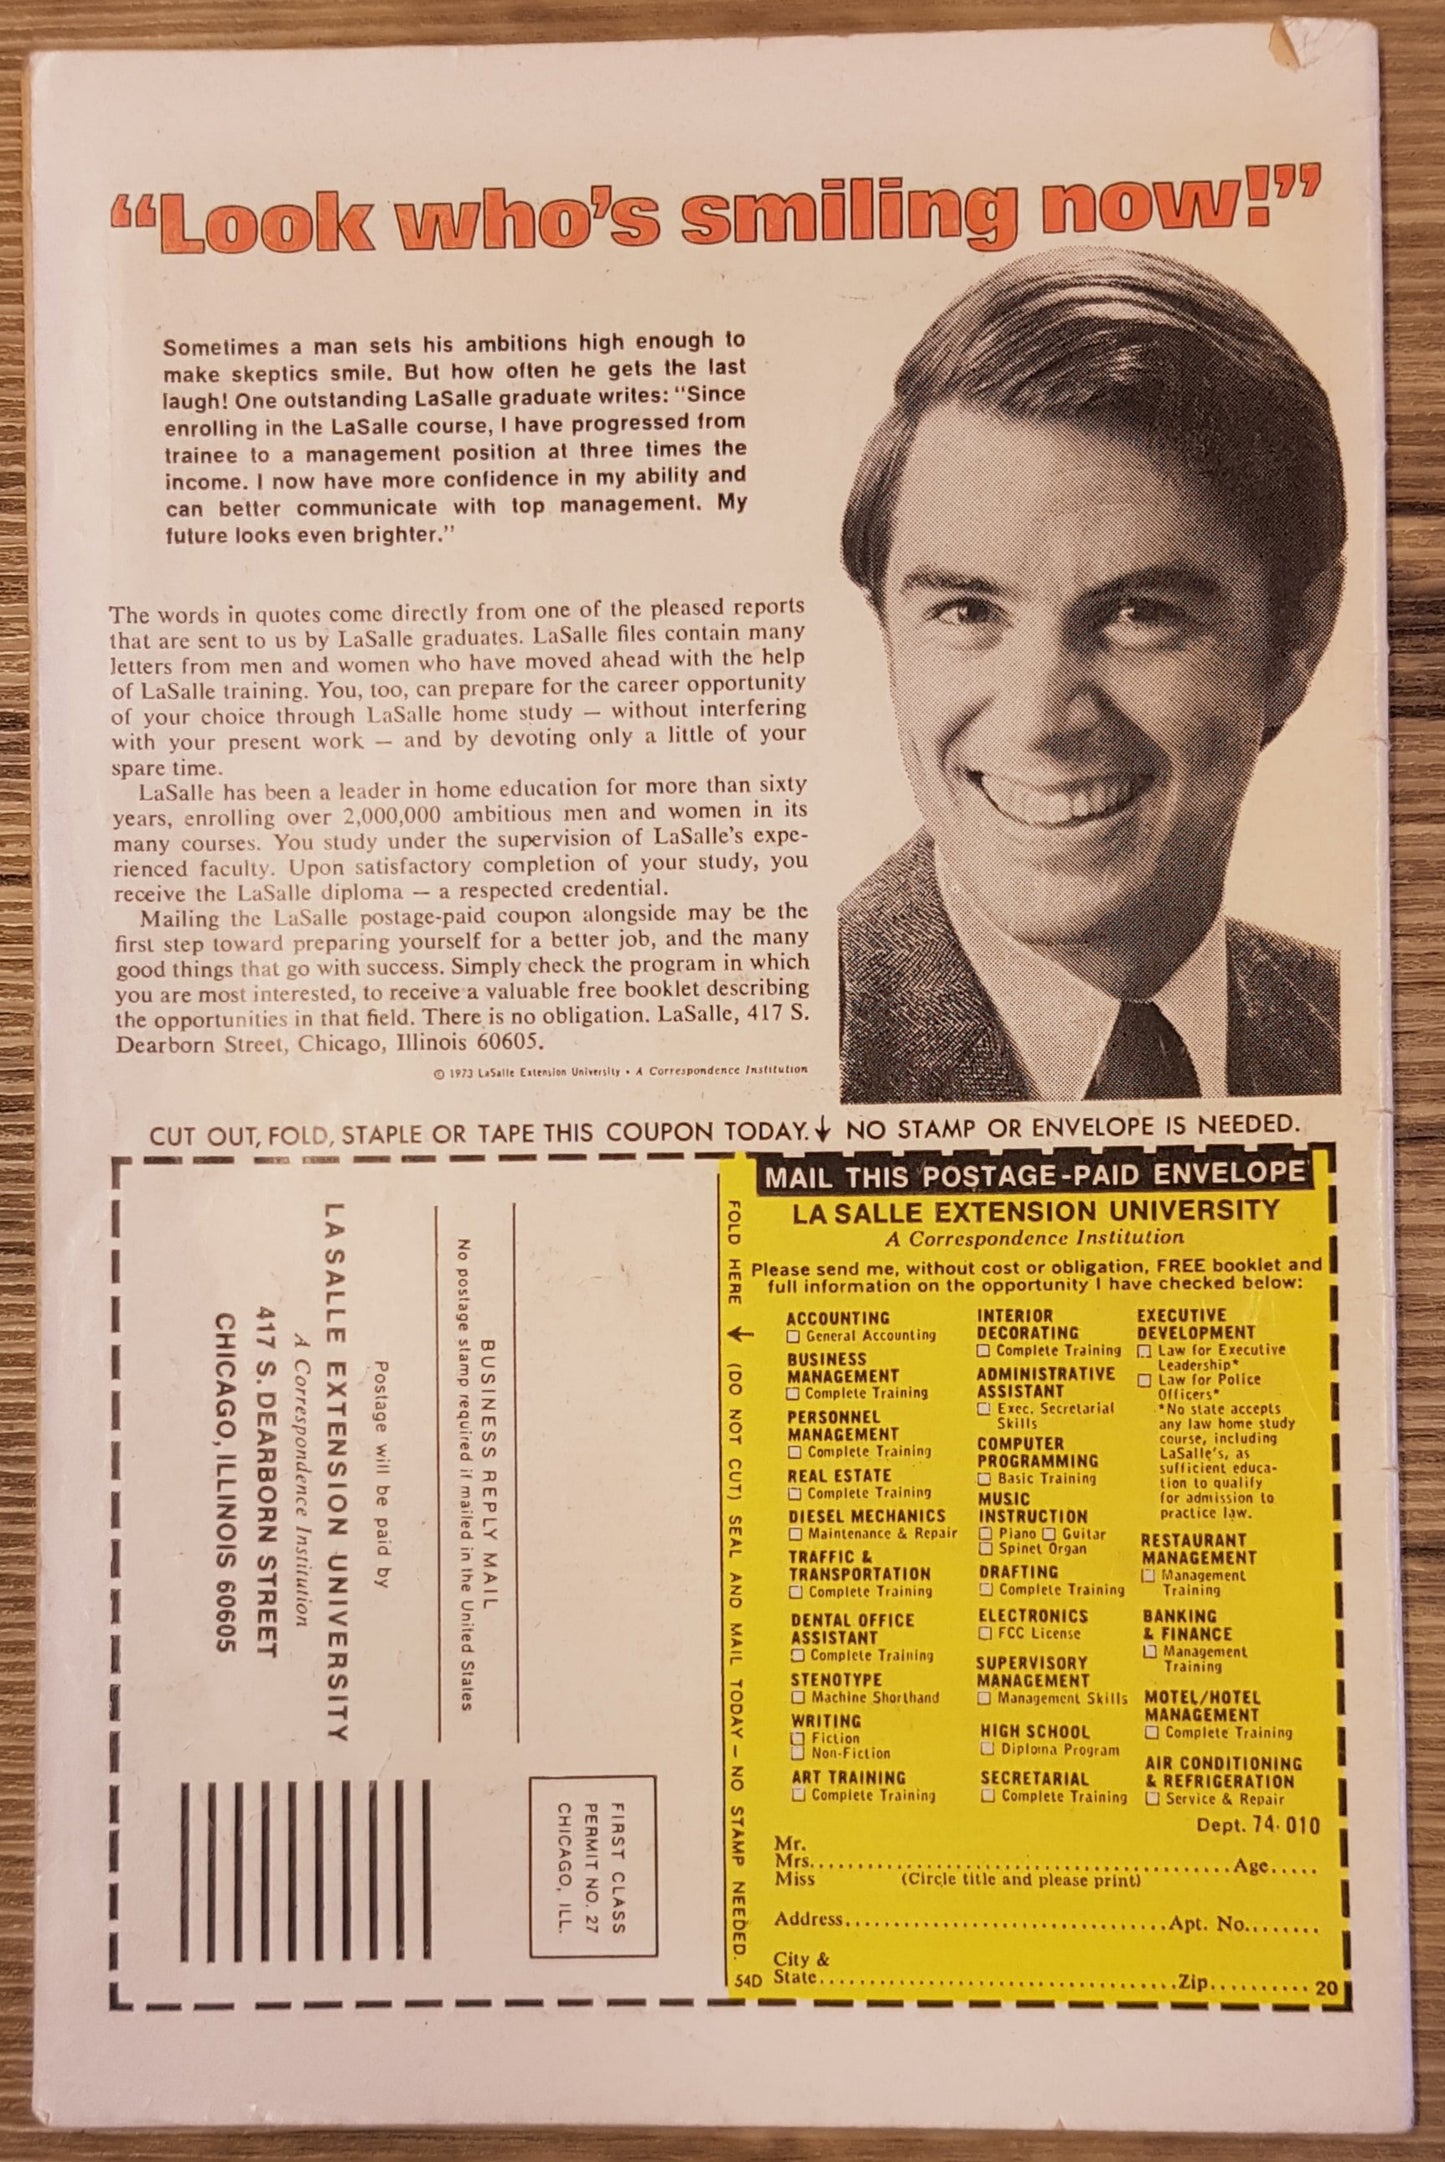 “Look who’s smiling now!”
Sometimes a man sets his ambitions high enough to
make skeptics smile. But how often he gets the last
laugh! One outstanding LaSalle graduate writes: “Since
enrolling in the LaSalle course, I have progressed from
trainee to a management position at three times the
income. I now have more confidence in my ability and
can better communicate with top management. My
future looks even brighter.”
The words in quotes come directly from one of the pleased reports
that are sent to us by LaSalle graduates. LaSalle files contain many
letters from men and women who have moved ahead with the help
of LaSalle training. You, too, can prepare for the career opportunity
of your choice through LaSalle home study — without interfering
with your present work — and by devoting only a little of your
spare time.
LaSalle has been a leader in home education for more than sixty
years, enrolling over 2,000,000 ambitious men and women in its
many courses. You study under the supervision of LaSalle’s expe-
rienced faculty. Upon satisfactory completion of your study, you
receive the LaSalle diploma — a respected credential.
Mailing the LaSalle postage-paid coupon alongside may be the
first step toward preparing yourself for a better job, and the many
good things that go with success. Simply check the program in which
you are most interested, to receive a valuable free booklet describing
the opportunities in that field. There is no obligation. LaSalle, 417 S.
Dearborn Street, Chicago, Illinois 60605.
© 1973 LaSalle Extension University • A Correspondence Institution
CUT OUT, FOLD, STAPLE OR TAPE THIS COUPON TODAY. ↓ NO STAMP OR ENVELOPE IS NEEDED.
FIRST CLASS
PERMIT NO. 27
CHICAGO, ILL.
BUSINESS REPLY MAIL
No postage stamp required if mailed in the United States
Postage will be paid by
LA SALLE EXTENSION UNIVERSITY
A Correspondence Institution
417 S. DEARBORN STREET
CHICAGO, ILLINOIS 60605
FOLD HERE ↓ (DO NOT CUT) SEAL AND MAIL TODAY — NO STAMP NEEDED.
MAIL THIS POSTAGE-PAID ENVELOPE
LA SALLE EXTENSION UNIVERSITY
A Correspondence Institution
Please send me, without cost or obligation, FREE booklet and
full information on the opportunity I have checked below:
ACCOUNTING
☐ General Accounting
BUSINESS
MANAGEMENT
☐ Complete Training
PERSONNEL
MANAGEMENT
☐ Complete Training
REAL ESTATE
☐ Complete Training
DIESEL MECHANICS
☐ Maintenance & Repair
TRAFFIC &
TRANSPORTATION
☐ Complete Training
DENTAL OFFICE
ASSISTANT
☐ Complete Training
STENOTYPE
☐ Machine Shorthand
WRITING
☐ Fiction
☐ Non-Fiction
ART TRAINING
☐ Complete Training
INTERIOR
DECORATING
☐ Complete Training
ADMINISTRATIVE
ASSISTANT
☐ Exec. Secretarial
Skills
COMPUTER
PROGRAMMING
☐ Basic Training
MUSIC
INSTRUCTION
☐ Piano ☐ Guitar
☐ Spinet Organ
DRAFTING
☐ Complete Training
ELECTRONICS
☐ FCC License
SUPERVISORY
MANAGEMENT
☐ Management Skills
HIGH SCHOOL
☐ Diploma Program
SECRETARIAL
☐ Complete Training
EXECUTIVE
DEVELOPMENT
☐ Law for Executive
Leadership*
☐ Law for Police
Officers*
*No state accepts
any law home study
course, including
LaSalle’s, as
sufficient educa-
tion to qualify
for admission to
practice law.
RESTAURANT
MANAGEMENT
☐ Management
Training
BANKING
& FINANCE
☐ Management
Training
MOTEL/HOTEL
MANAGEMENT
☐ Complete Training
AIR CONDITIONING
& REFRIGERATION
☐ Service & Repair
Dept. 74-010
Mr.
Mrs. Age
Miss (Circle title and please print)
Address Apt. No.
City &
54D State Zip 20